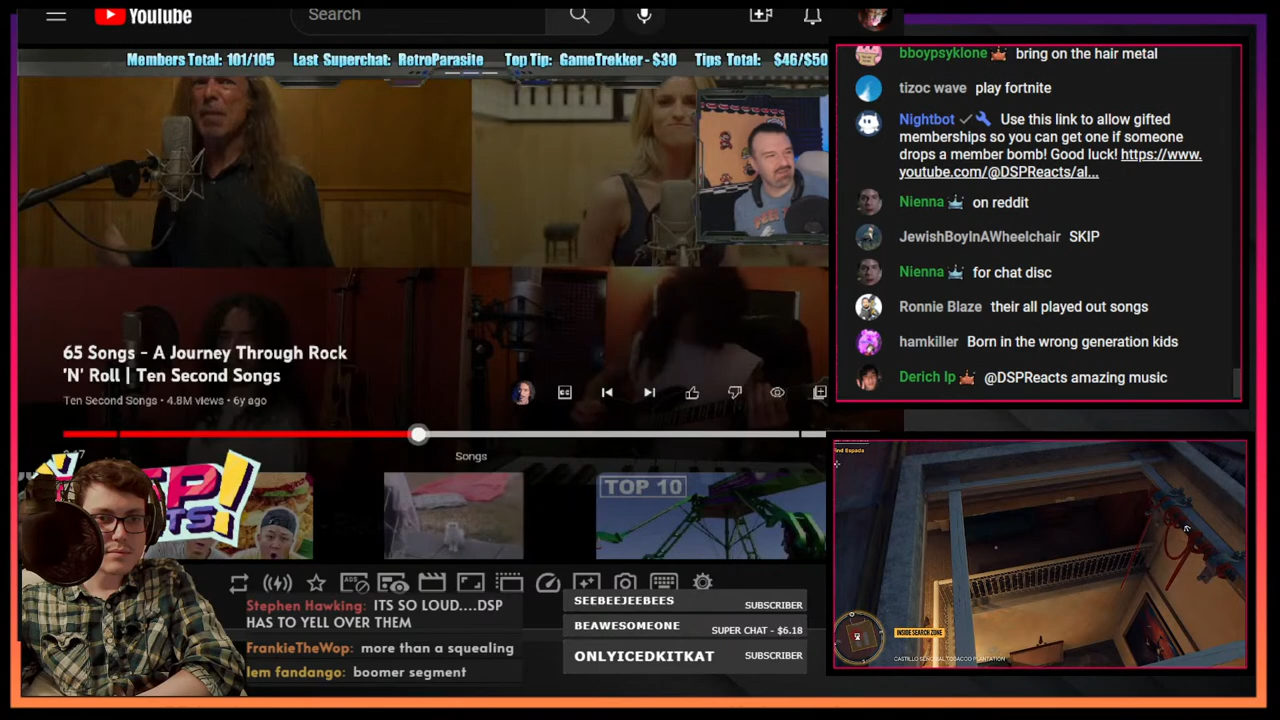 YouTube
Search
Members Total: 101/105 Last Superchat: RetroParasite Top Tip: GameTrekker - $30 Tips Total: $46/$50
65 Songs - A Journey Through Rock
'N' Roll | Ten Second Songs
Ten Second Songs • 4.8M views • 6y ago
Songs
TOP 10
Stephen Hawking: ITS SO LOUD....DSP
HAS TO YELL OVER THEM
FrankieTheWop: more than a squealing
lem fandango: boomer segment
SEEBEEJEEBEES SUBSCRIBER
BEAWESOMEONE SUPER CHAT - $6.18
ONLYICEDKITKAT SUBSCRIBER
bboypsyklone bring on the hair metal
tizoc wave play fortnite
Nightbot Use this link to allow gifted
memberships so you can get one if someone
drops a member bomb! Good luck! https://www.
youtube.com/@DSPReacts/al...
Nienna on reddit
JewishBoyInAWheelchair SKIP
Nienna for chat disc
Ronnie Blaze their all played out songs
hamkiller Born in the wrong generation kids
Derich Ip @DSPReacts amazing music
INSIDE SEARCH ZONE